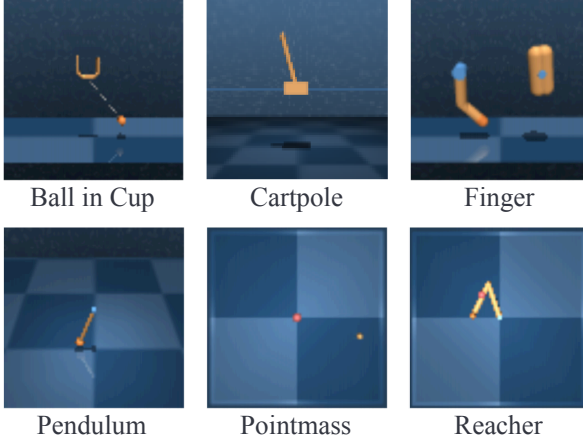 Ball in Cup
Cartpole
Finger
Pendulum
Pointmass
Reacher